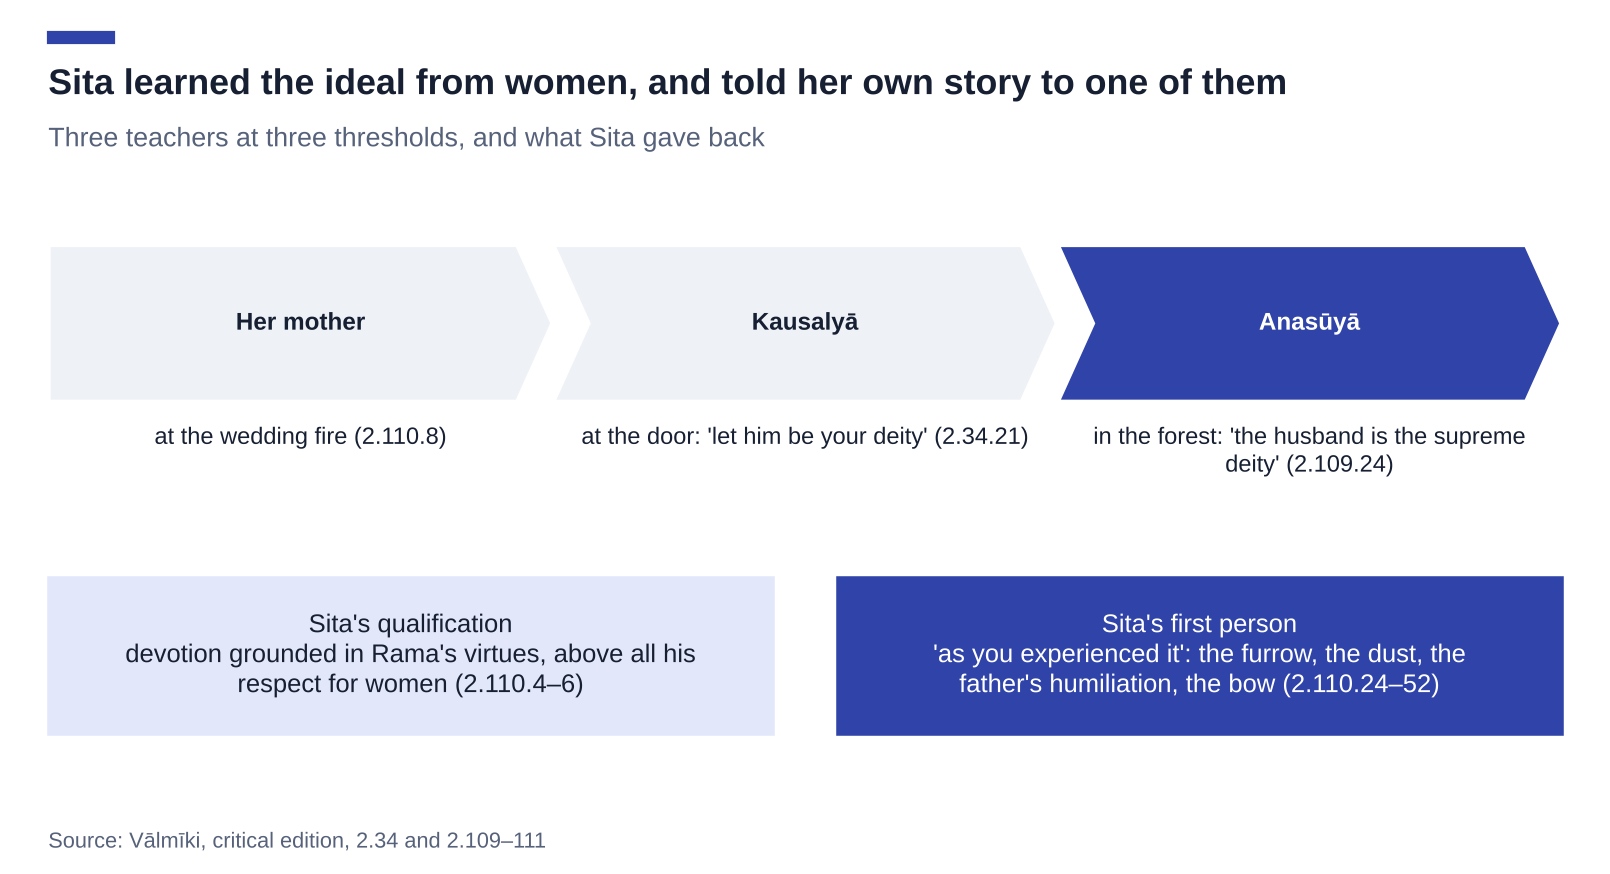 Sita learned the ideal from women, and told her own story to one of them
Three teachers at three thresholds, and what Sita gave back
Her mother
Kausalyā
Anasūyā
at the wedding fire (2.110.8)
at the door: 'let him be your deity' (2.34.21)
in the forest: 'the husband is the supreme
deity' (2.109.24)
Sita's qualification
devotion grounded in Rama's virtues, above all his
respect for women (2.110.4–6)
Sita's first person
'as you experienced it': the furrow, the dust, the
father's humiliation, the bow (2.110.24–52)
Source: Vālmīki, critical edition, 2.34 and 2.109–111